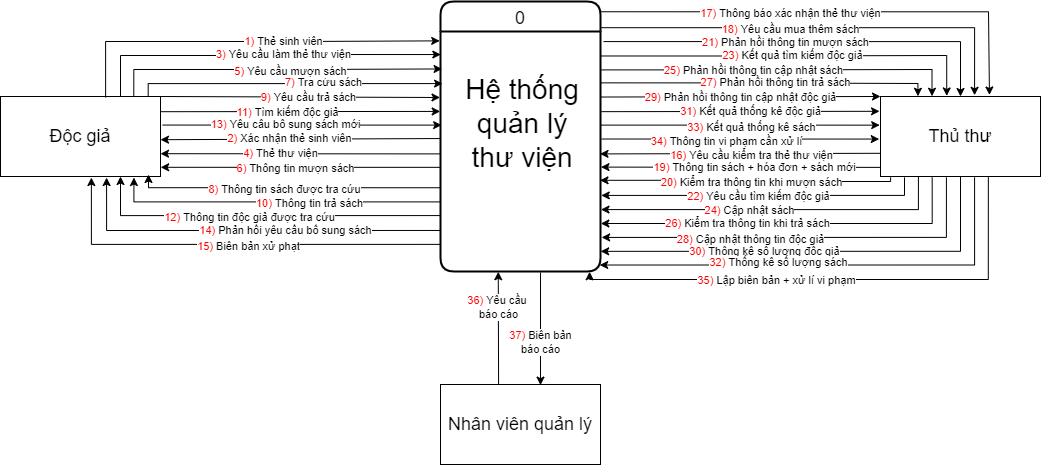 0
Hệ thống
quản lý
thư viện
Độc giả
Thủ thư
Nhân viên quản lý
1) Thẻ sinh viên
3) Yêu cầu làm thẻ thư viện
5) Yêu cầu mượn sách
7) Tra cứu sách
9) Yêu cầu trả sách
11) Tìm kiếm độc giả
13) Yêu cầu bổ sung sách mới
2) Xác nhận thẻ sinh viên
4) Thẻ thư viện
6) Thông tin mượn sách
8) Thông tin sách được tra cứu
10) Thông tin trả sách
12) Thông tin độc giả được tra cứu
14) Phản hồi yêu cầu bổ sung sách
15) Biên bản xử phạt
17) Thông báo xác nhận thẻ thư viện
18) Yêu cầu mua thêm sách
21) Phản hồi thông tin mượn sách
23) Kết quả tìm kiếm độc giả
25) Phản hồi thông tin cập nhật sách
27) Phản hồi thông tin trả sách
29) Phản hồi thông tin cập nhật độc giả
31) Kết quả thống kê độc giả
33) Kết quả thống kê sách
34) Thông tin vi phạm cần xử lí
16) Yêu cầu kiểm tra thẻ thư viện
19) Thông tin sách + hóa đơn + sách mới
20) Kiểm tra thông tin khi mượn sách
22) Yêu cầu tìm kiếm độc giả
24) Cập nhật sách
26) Kiểm tra thông tin khi trả sách
28) Cập nhật thông tin độc giả
30) Thống kê số lượng độc giả
32) Thống kê số lượng sách
35) Lập biên bản + xử lí vi phạm
36) Yêu cầu
báo cáo
37) Biên bản
báo cáo